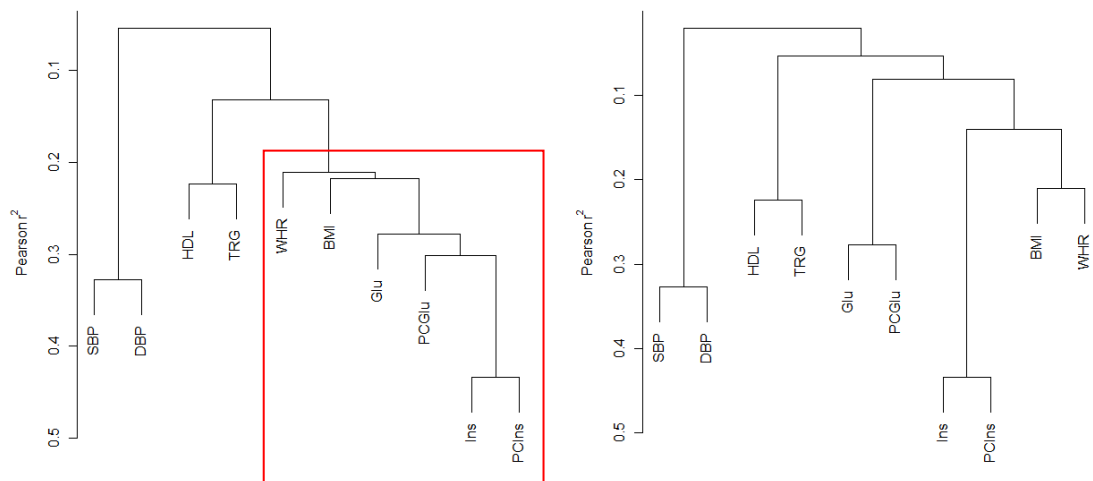 Pearson r²
0.1
0.2
0.3
0.4
0.5
SBP
DBP
HDL
TRG
WHR
BMI
Glu
PCGlu
Ins
PCIns
Pearson r²
0.1
0.2
0.3
0.4
0.5
SBP
DBP
HDL
TRG
Glu
PCGlu
Ins
PCIns
BMI
WHR